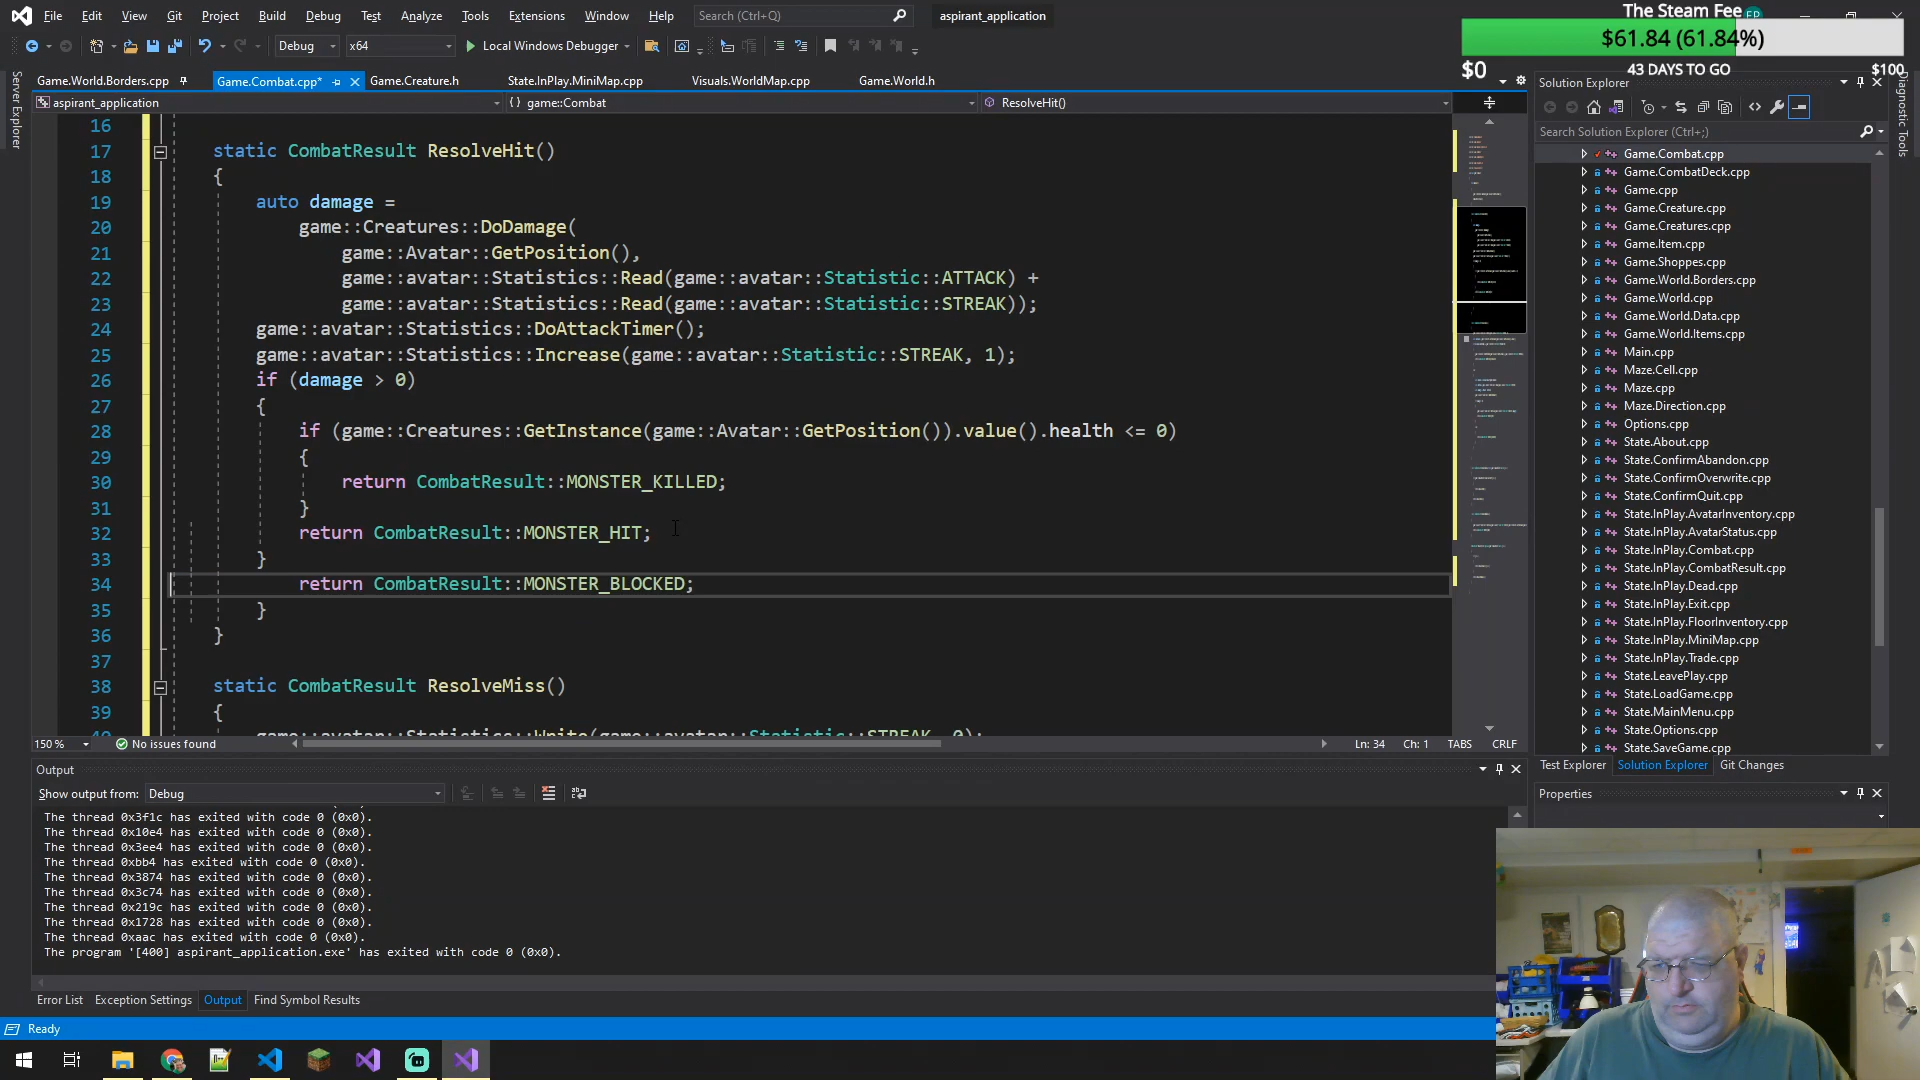 File Edit View Git Project Build Debug Test Analyze Tools Extensions Window Help Search (Ctrl+Q) aspirant_application
The Steam Fee
$61.84 (61.84%)
$0 43 DAYS TO GO $100
Debug x64 Local Windows Debugger
Game.World.Borders.cpp Game.Combat.cpp* Game.Creature.h State.InPlay.MiniMap.cpp Visuals.WorldMap.cpp Game.World.h
aspirant_application game::Combat ResolveHit()
Server Explorer
16
17 static CombatResult ResolveHit()
18 {
19 auto damage =
20 game::Creatures::DoDamage(
21 game::Avatar::GetPosition(),
22 game::avatar::Statistics::Read(game::avatar::Statistic::ATTACK) +
23 game::avatar::Statistics::Read(game::avatar::Statistic::STREAK));
24 game::avatar::Statistics::DoAttackTimer();
25 game::avatar::Statistics::Increase(game::avatar::Statistic::STREAK, 1);
26 if (damage > 0)
27 {
28 if (game::Creatures::GetInstance(game::Avatar::GetPosition()).value().health <= 0)
29 {
30 return CombatResult::MONSTER_KILLED;
31 }
32 return CombatResult::MONSTER_HIT;
33 }
34 return CombatResult::MONSTER_BLOCKED;
35 }
36 }
37
38 static CombatResult ResolveMiss()
39 {
40 game::avatar::Statistics::Write(game::avatar::Statistic::STREAK, 0);
150 % No issues found Ln: 34 Ch: 1 TABS CRLF
Output
Show output from: Debug
The thread 0x3f1c has exited with code 0 (0x0).
The thread 0x10e4 has exited with code 0 (0x0).
The thread 0x3ee4 has exited with code 0 (0x0).
The thread 0xbb4 has exited with code 0 (0x0).
The thread 0x3874 has exited with code 0 (0x0).
The thread 0x3c74 has exited with code 0 (0x0).
The thread 0x219c has exited with code 0 (0x0).
The thread 0x1728 has exited with code 0 (0x0).
The thread 0xaac has exited with code 0 (0x0).
The program '[400] aspirant_application.exe' has exited with code 0 (0x0).
Error List Exception Settings Output Find Symbol Results
Ready
Solution Explorer
Search Solution Explorer (Ctrl+;)
Game.Combat.cpp
Game.CombatDeck.cpp
Game.cpp
Game.Creature.cpp
Game.Creatures.cpp
Game.Item.cpp
Game.Shoppes.cpp
Game.World.Borders.cpp
Game.World.cpp
Game.World.Data.cpp
Game.World.Items.cpp
Main.cpp
Maze.Cell.cpp
Maze.cpp
Maze.Direction.cpp
Options.cpp
State.About.cpp
State.ConfirmAbandon.cpp
State.ConfirmOverwrite.cpp
State.ConfirmQuit.cpp
State.InPlay.AvatarInventory.cpp
State.InPlay.AvatarStatus.cpp
State.InPlay.Combat.cpp
State.InPlay.CombatResult.cpp
State.InPlay.Dead.cpp
State.InPlay.Exit.cpp
State.InPlay.FloorInventory.cpp
State.InPlay.MiniMap.cpp
State.InPlay.Trade.cpp
State.LeavePlay.cpp
State.LoadGame.cpp
State.MainMenu.cpp
State.Options.cpp
State.SaveGame.cpp
Test Explorer Solution Explorer Git Changes
Properties
Diagnostic Tools